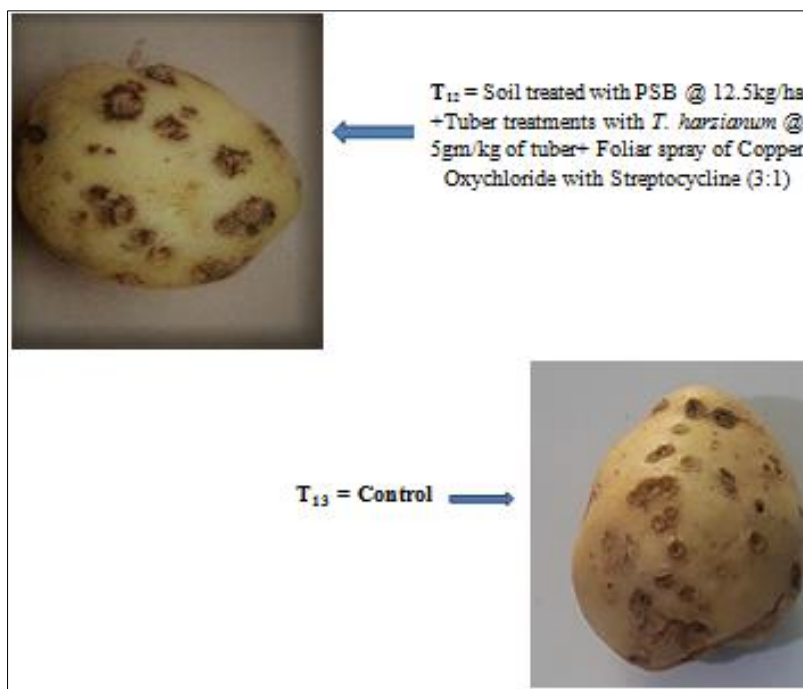 T₁₂ = Soil treated with PSB @ 12.5kg/ha
+Tuber treatments with T. harzianum @
5gm/kg of tuber+ Foliar spray of Copper
Oxychloride with Streptocycline (3:1)
T₁₃ = Control